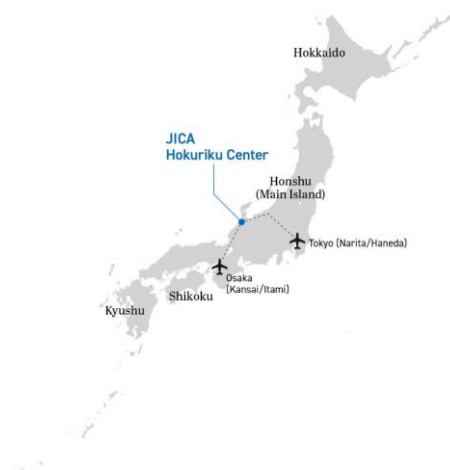 Hokkaido
JICA
Hokuriku Center
Honshu
(Main Island)
Tokyo (Narita/Haneda)
Osaka
(Kansai/Itami)
Shikoku
Kyushu